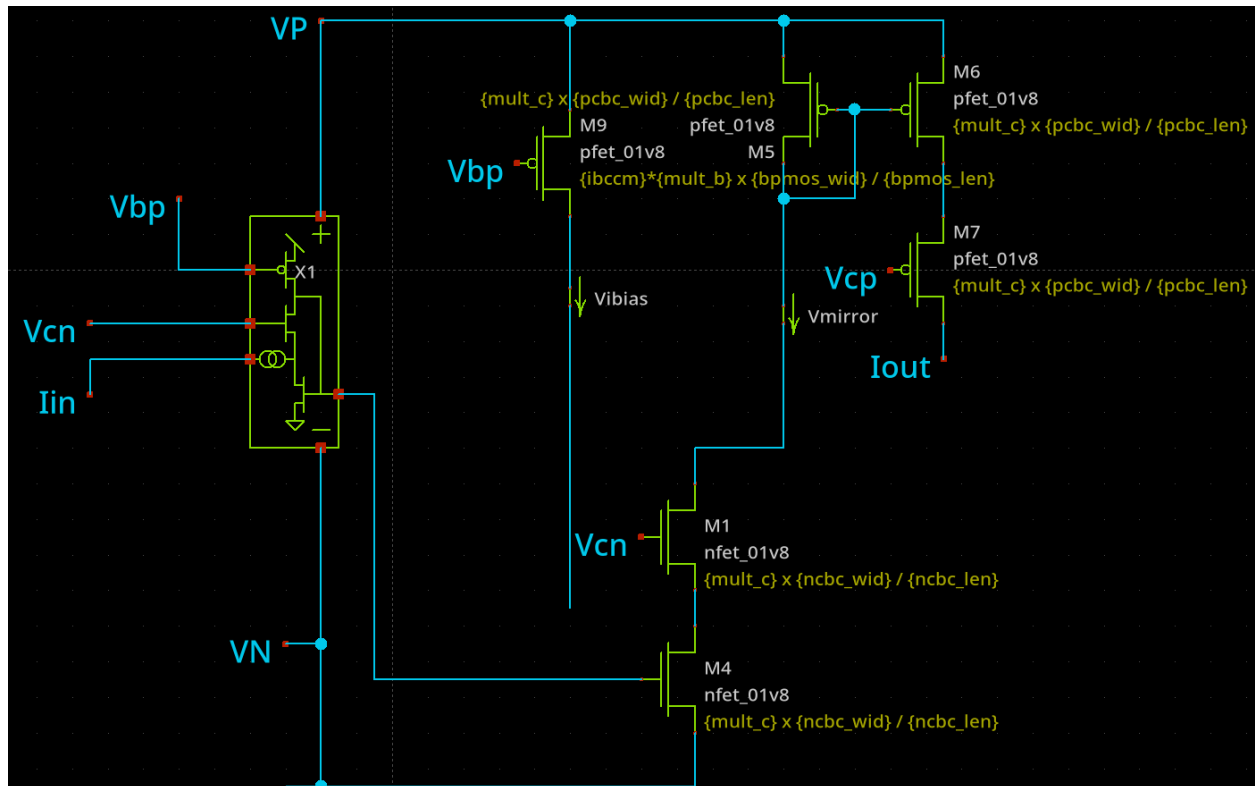 VP
M6
{mult_c} x {pcbc_wid} / {pcbc_len}
pfet_01v8
M9
pfet_01v8
{mult_c} x {pcbc_wid} / {pcbc_len}
pfet_01v8
M5
Vbp
{ibccm}*{mult_b} x {bpmos_wid} / {bpmos_len}
Vbp
M7
pfet_01v8
X1
Vcp
{mult_c} x {pcbc_wid} / {pcbc_len}
Vibias
Vmirror
Vcn
Iout
Iin
M1
Vcn
nfet_01v8
{mult_c} x {ncbc_wid} / {ncbc_len}
VN
M4
nfet_01v8
{mult_c} x {ncbc_wid} / {ncbc_len}